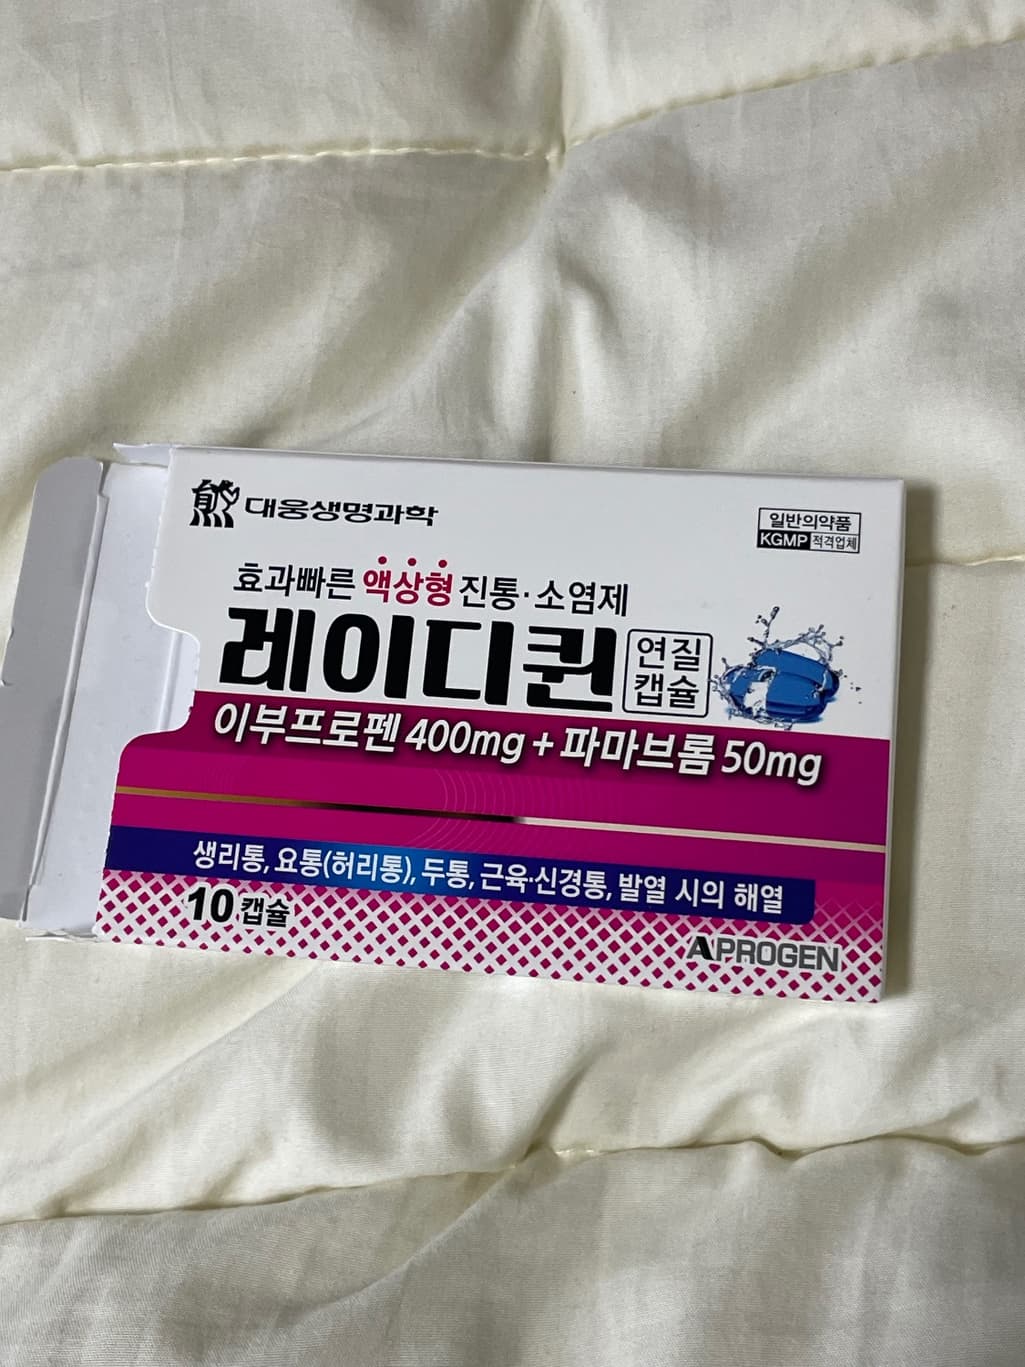 대웅생명과학
일반의약품
KGMP 적격업체
효과빠른 액상형 진통·소염제
레이디퀸 연질캡슐
이부프로펜 400mg + 파마브롬 50mg
생리통, 요통(허리통), 두통, 근육·신경통, 발열 시의 해열
10 캡슐
APROGEN